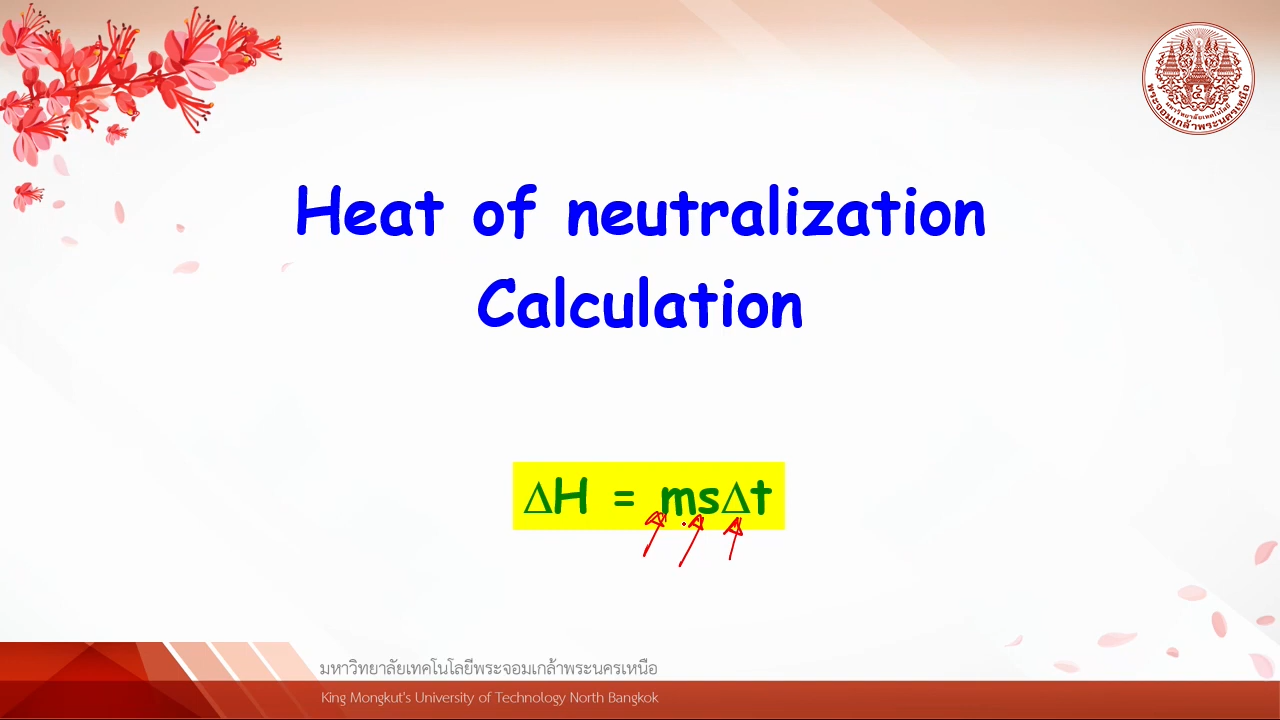 Heat of neutralization
Calculation
ΔH = msΔt
มหาวิทยาลัยเทคโนโลยีพระจอมเกล้าพระนครเหนือ
King Mongkut's University of Technology North Bangkok